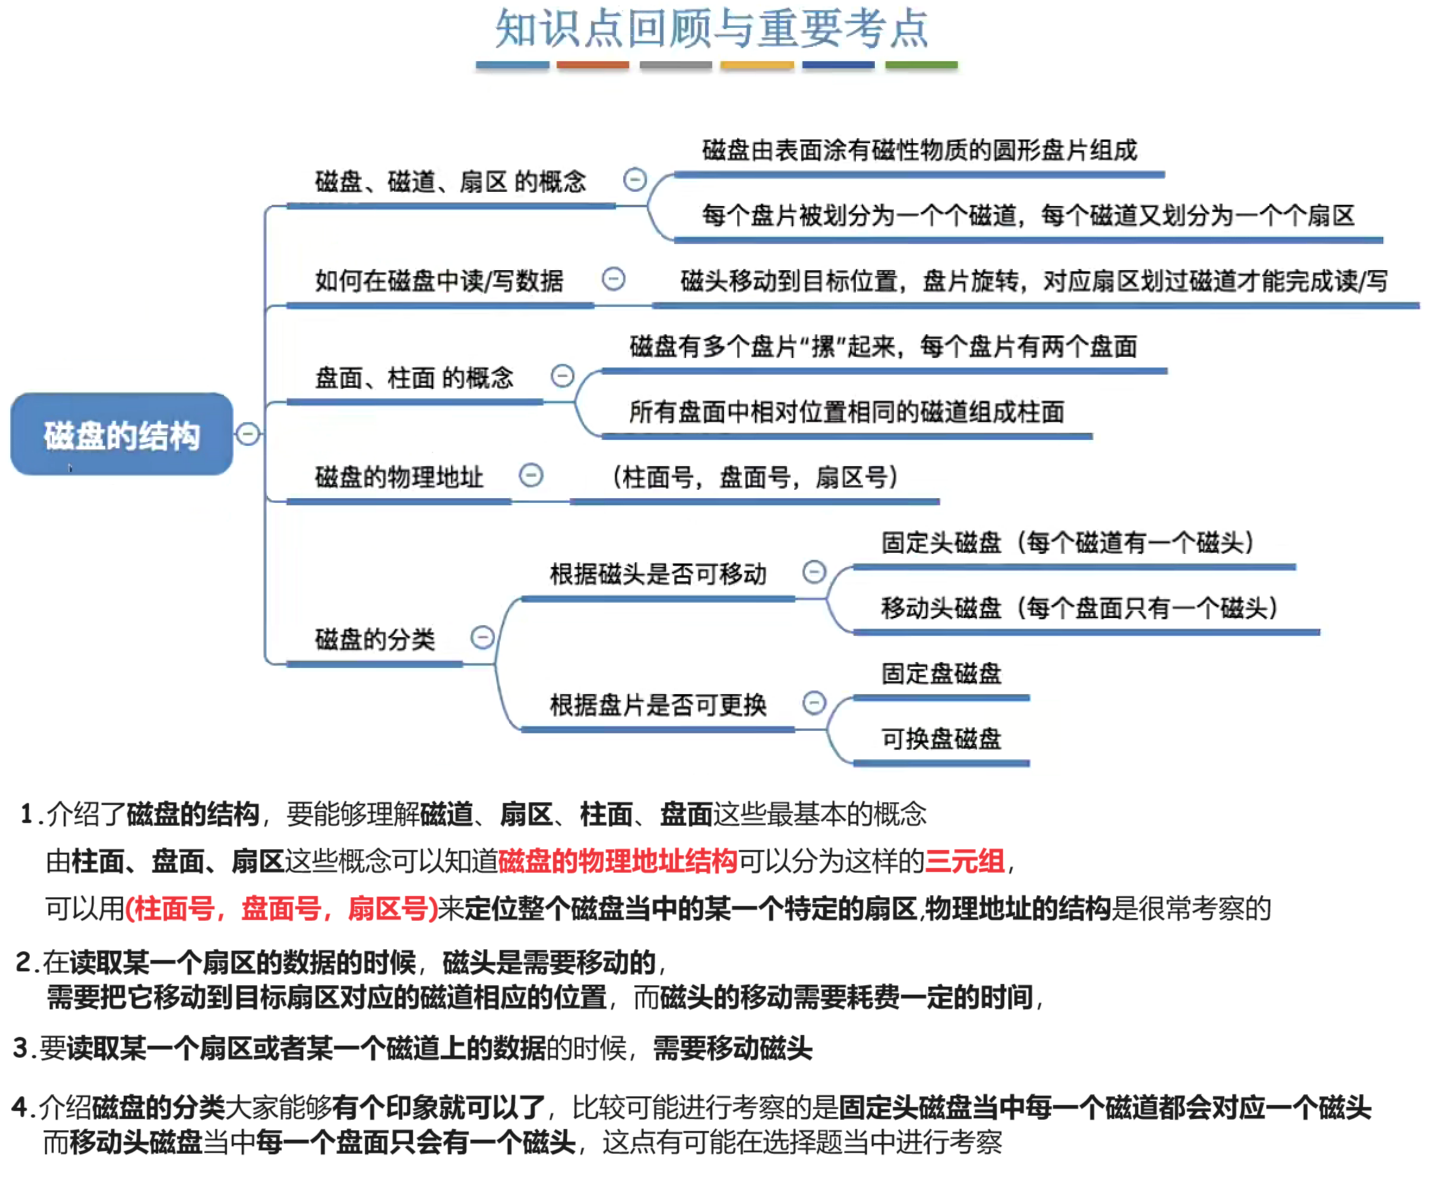 知识点回顾与重要考点
磁盘的结构
磁盘、磁道、扇区 的概念
磁盘由表面涂有磁性物质的圆形盘片组成
每个盘片被划分为一个个磁道，每个磁道又划分为一个个扇区
如何在磁盘中读/写数据
磁头移动到目标位置，盘片旋转，对应扇区划过磁道才能完成读/写
盘面、柱面 的概念
磁盘有多个盘片“摞”起来，每个盘片有两个盘面
所有盘面中相对位置相同的磁道组成柱面
磁盘的物理地址
（柱面号，盘面号，扇区号）
磁盘的分类
根据磁头是否可移动
固定头磁盘（每个磁道有一个磁头）
移动头磁盘（每个盘面只有一个磁头）
根据盘片是否可更换
固定盘磁盘
可换盘磁盘
1.介绍了磁盘的结构，要能够理解磁道、扇区、柱面、盘面这些最基本的概念
由柱面、盘面、扇区这些概念可以知道磁盘的物理地址结构可以分为这样的三元组，
可以用(柱面号，盘面号，扇区号)来定位整个磁盘当中的某一个特定的扇区,物理地址的结构是很常考察的
2.在读取某一个扇区的数据的时候，磁头是需要移动的，
需要把它移动到目标扇区对应的磁道相应的位置，而磁头的移动需要耗费一定的时间，
3.要读取某一个扇区或者某一个磁道上的数据的时候，需要移动磁头
4.介绍磁盘的分类大家能够有个印象就可以了，比较可能进行考察的是固定头磁盘当中每一个磁道都会对应一个磁头
而移动头磁盘当中每一个盘面只会有一个磁头，这点有可能在选择题当中进行考察